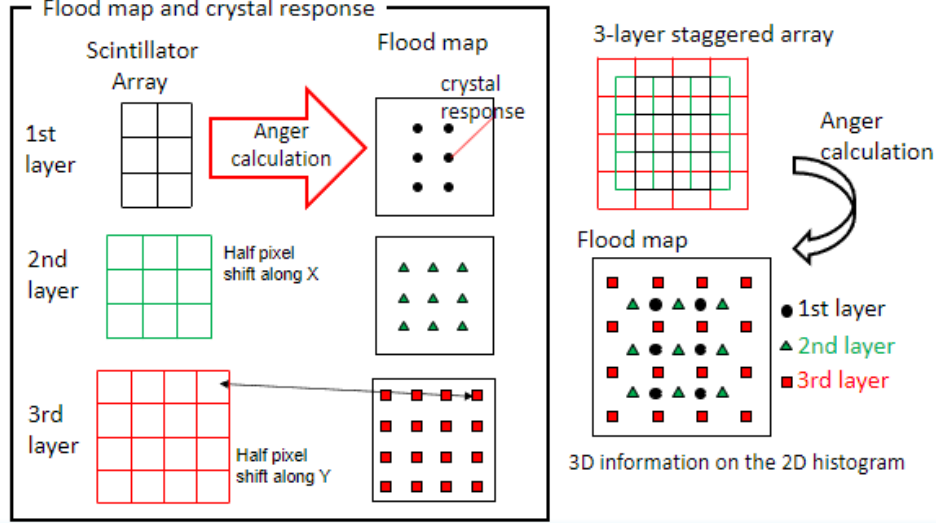 Flood map and crystal response
Scintillator
Array
Flood map
crystal
response
1st
layer
Anger
calculation
2nd
layer
Half pixel
shift along X
3rd
layer
Half pixel
shift along Y
3-layer staggered array
Anger
calculation
Flood map
1st layer
2nd layer
3rd layer
3D information on the 2D histogram